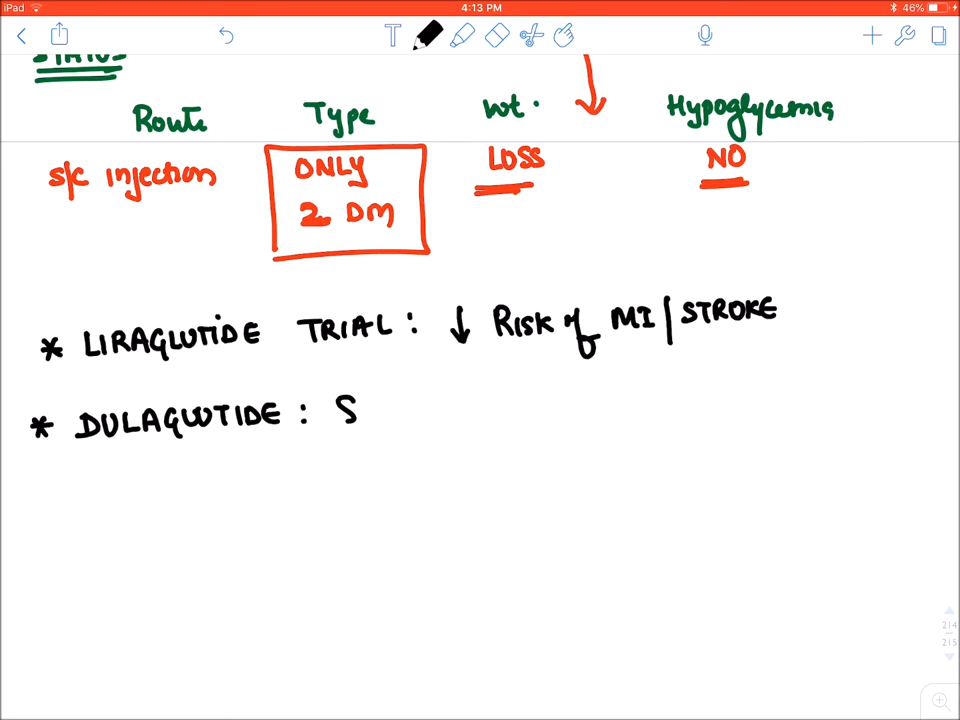 iPad 4:13 PM 46%
T
STATUS
Route Type Wt. Hypoglycemia
s/c injection ONLY 2 DM LOSS NO
* LIRAGLUTIDE TRIAL: ↓ Risk of MI/STROKE
* DULAGLUTIDE: S
214
215